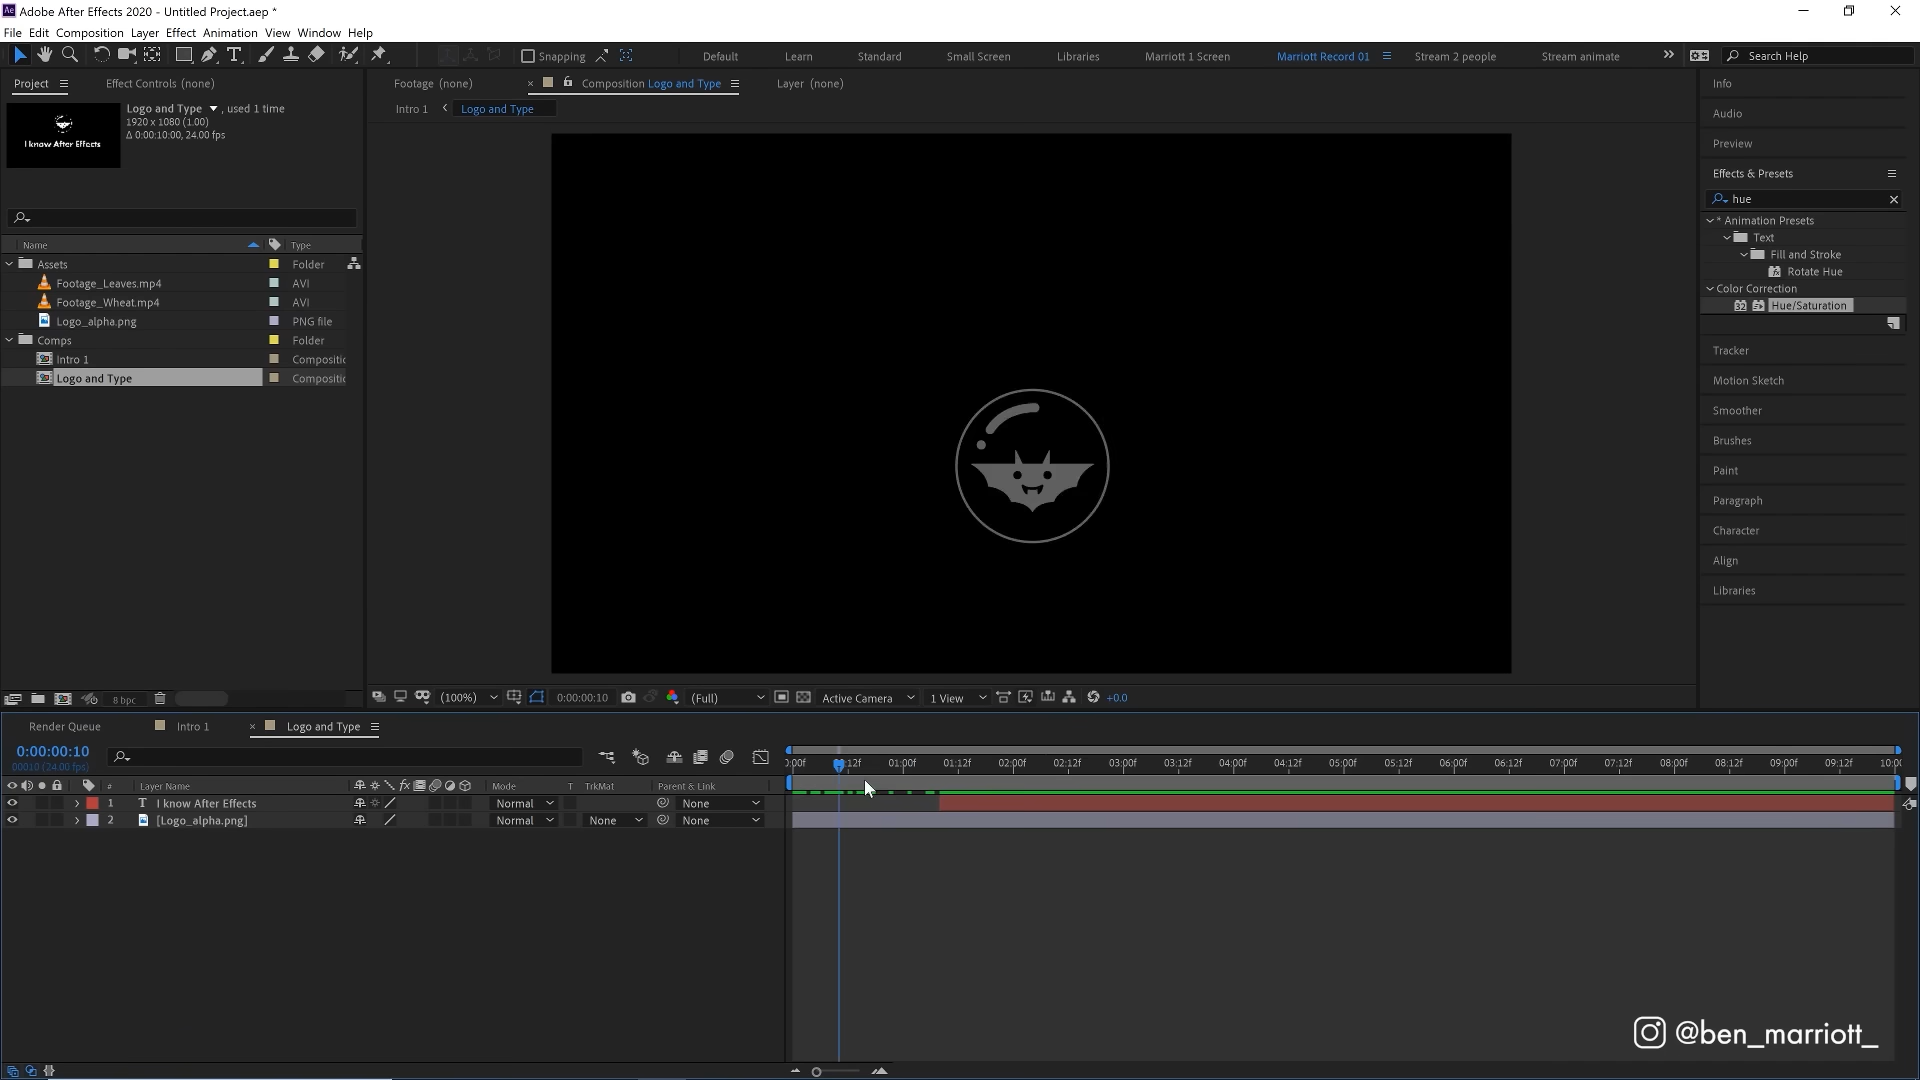 Adobe After Effects 2020 - Untitled Project.aep *
File Edit Composition Layer Effect Animation View Window Help
Snapping
Default Learn Standard Small Screen Libraries Marriott 1 Screen Marriott Record 01 Stream 2 people Stream animate
Search Help
Project
Effect Controls (none)
Footage (none)
Composition Logo and Type
Layer (none)
Logo and Type , used 1 time
1920 x 1080 (1.00)
Δ 0:00:10:00, 24.00 fps
I know After Effects
Intro 1
Logo and Type
Name Type
Assets Folder
Footage_Leaves.mp4 AVI
Footage_Wheat.mp4 AVI
Logo_alpha.png PNG file
Comps Folder
Intro 1 Compositic
Logo and Type Compositic
8 bpc
(100%) 0:00:00:10 (Full) Active Camera 1 View +0.0
Info
Audio
Preview
Effects & Presets
hue
* Animation Presets
Text
Fill and Stroke
Rotate Hue
Color Correction
32 Hue/Saturation
Tracker
Motion Sketch
Smoother
Brushes
Paint
Paragraph
Character
Align
Libraries
Render Queue Intro 1 Logo and Type
0:00:00:10
00010 (24.00 fps)
# Layer Name Mode T TrkMat Parent & Link
1 T I know After Effects Normal None
2 [Logo_alpha.png] Normal None None
):00f 0:12f 01:00f 01:12f 02:00f 02:12f 03:00f 03:12f 04:00f 04:12f 05:00f 05:12f 06:00f 06:12f 07:00f 07:12f 08:00f 08:12f 09:00f 09:12f 10:00
@ben_marriott_